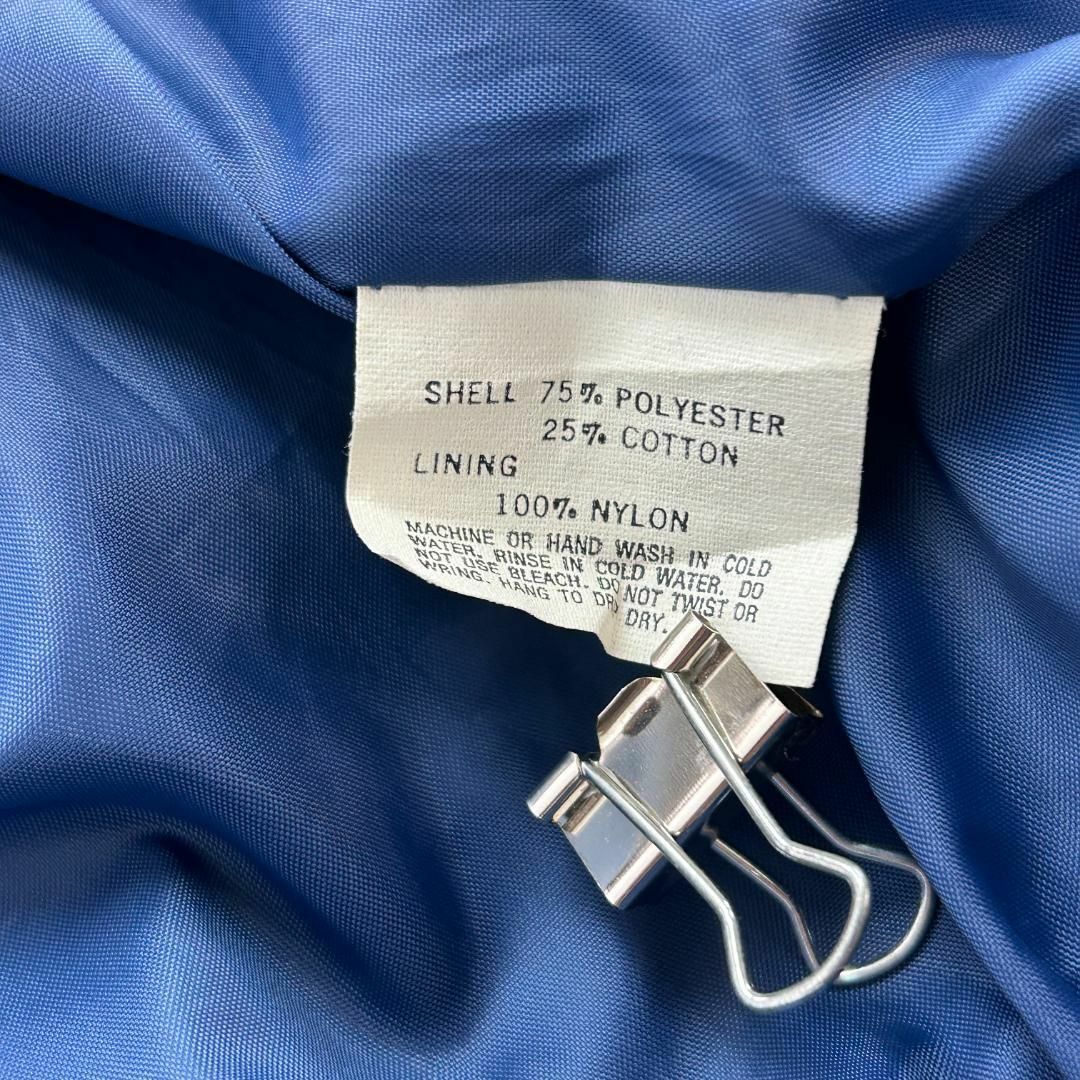 SHELL 75% POLYESTER
25% COTTON
LINING
100% NYLON
MACHINE OR HAND WASH IN COLD
WATER. RINSE IN COLD WATER. DO
NOT USE BLEACH. DO NOT TWIST OR
WRING. HANG TO DRY
DRY.